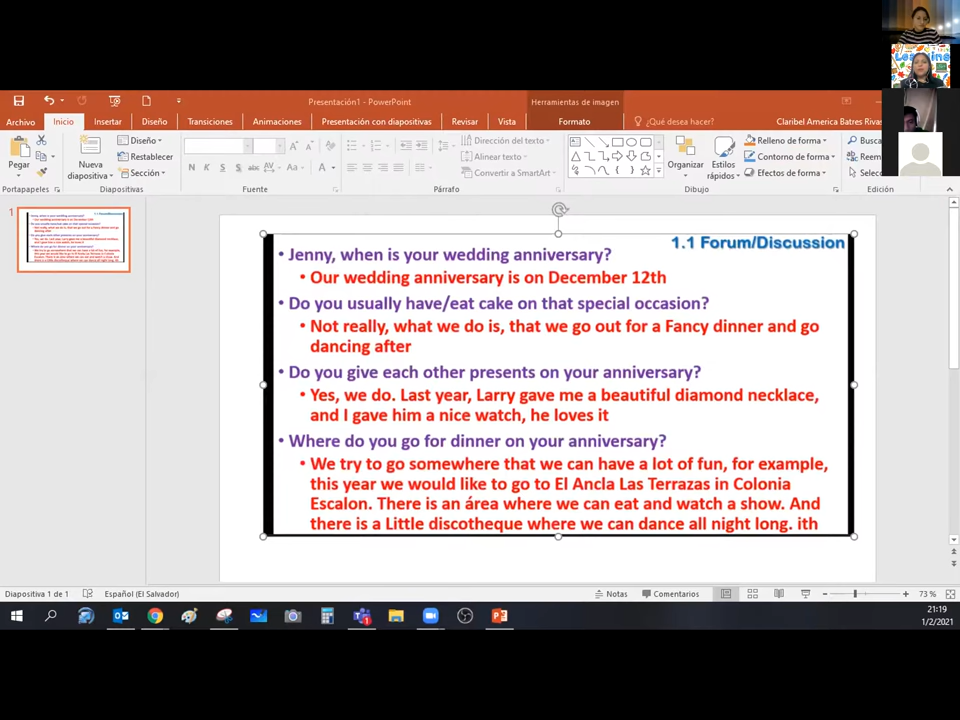 Presentación1 - PowerPoint
Herramientas de imagen
Archivo Inicio Insertar Diseño Transiciones Animaciones Presentación con diapositivas Revisar Vista Formato ¿Qué desea hacer? Claribel America Batres Rivas
Pegar
Nueva diapositiva
Diseño
Restablecer
Sección
N K S S abc AV Aa A
Dirección del texto
Alinear texto
Convertir a SmartArt
Organizar
Estilos rápidos
Relleno de forma
Contorno de forma
Efectos de forma
Busca
Reem
Selecc
Portapapeles Diapositivas Fuente Párrafo Dibujo Edición
1
1.1 Forum/Discussion
• Jenny, when is your wedding anniversary?
• Our wedding anniversary is on December 12th
• Do you usually have/eat cake on that special occasion?
• Not really, what we do is, that we go out for a Fancy dinner and go
dancing after
• Do you give each other presents on your anniversary?
• Yes, we do. Last year, Larry gave me a beautiful diamond necklace,
and I gave him a nice watch, he loves it
• Where do you go for dinner on your anniversary?
• We try to go somewhere that we can have a lot of fun, for example,
this year we would like to go to El Ancla Las Terrazas in Colonia
Escalon. There is an área where we can eat and watch a show. And
there is a Little discotheque where we can dance all night long. ith
Diapositiva 1 de 1 Español (El Salvador) Notas Comentarios 73 %
21:19
1/2/2021